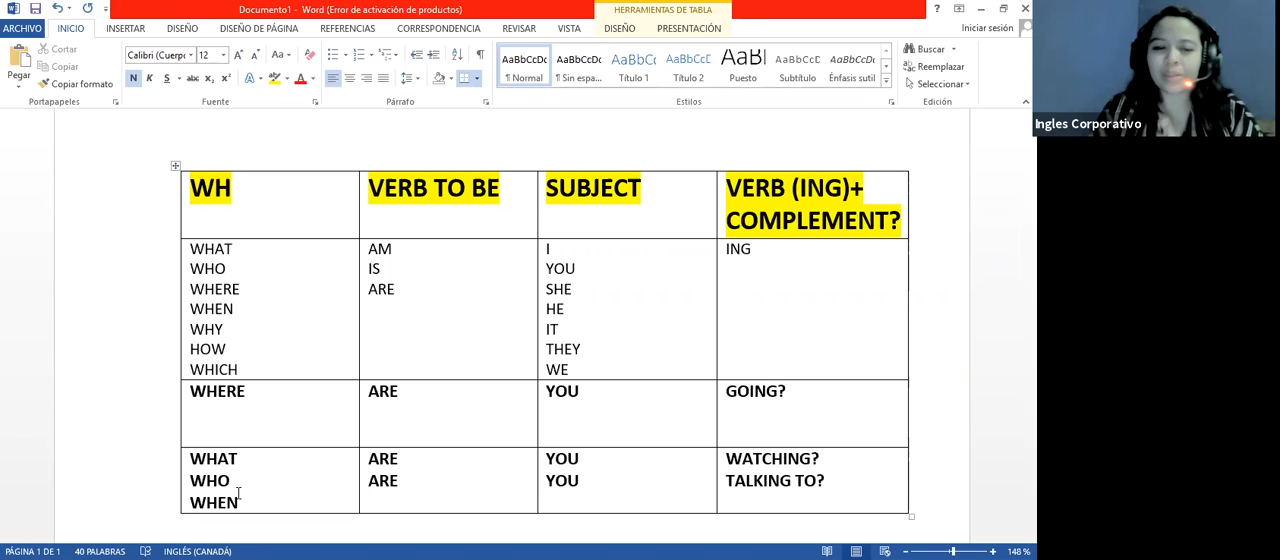 Documento1 - Word (Error de activación de productos)
HERRAMIENTAS DE TABLA
ARCHIVO INICIO INSERTAR DISEÑO DISEÑO DE PÁGINA REFERENCIAS CORRESPONDENCIA REVISAR VISTA DISEÑO PRESENTACIÓN Iniciar sesión
Pegar
Cortar
Copiar
Copiar formato
Portapapeles
Calibri (Cuerp 12
Fuente
Párrafo
AaBbCcDc AaBbCcDc AaBbCc AaBbCcD AaBl AaBbCcD AaBbCcDc
¶ Normal ¶ Sin espa... Título 1 Título 2 Puesto Subtítulo Énfasis sutil
Estilos
Buscar
Reemplazar
Seleccionar
Edición
Ingles Corporativo
WH VERB TO BE SUBJECT VERB (ING)+
COMPLEMENT?
WHAT AM I ING
WHO IS YOU
WHERE ARE SHE
WHEN HE
WHY IT
HOW THEY
WHICH WE
WHERE ARE YOU GOING?
WHAT ARE YOU WATCHING?
WHO ARE YOU TALKING TO?
WHEN
PÁGINA 1 DE 1 40 PALABRAS INGLÉS (CANADÁ) 148 %